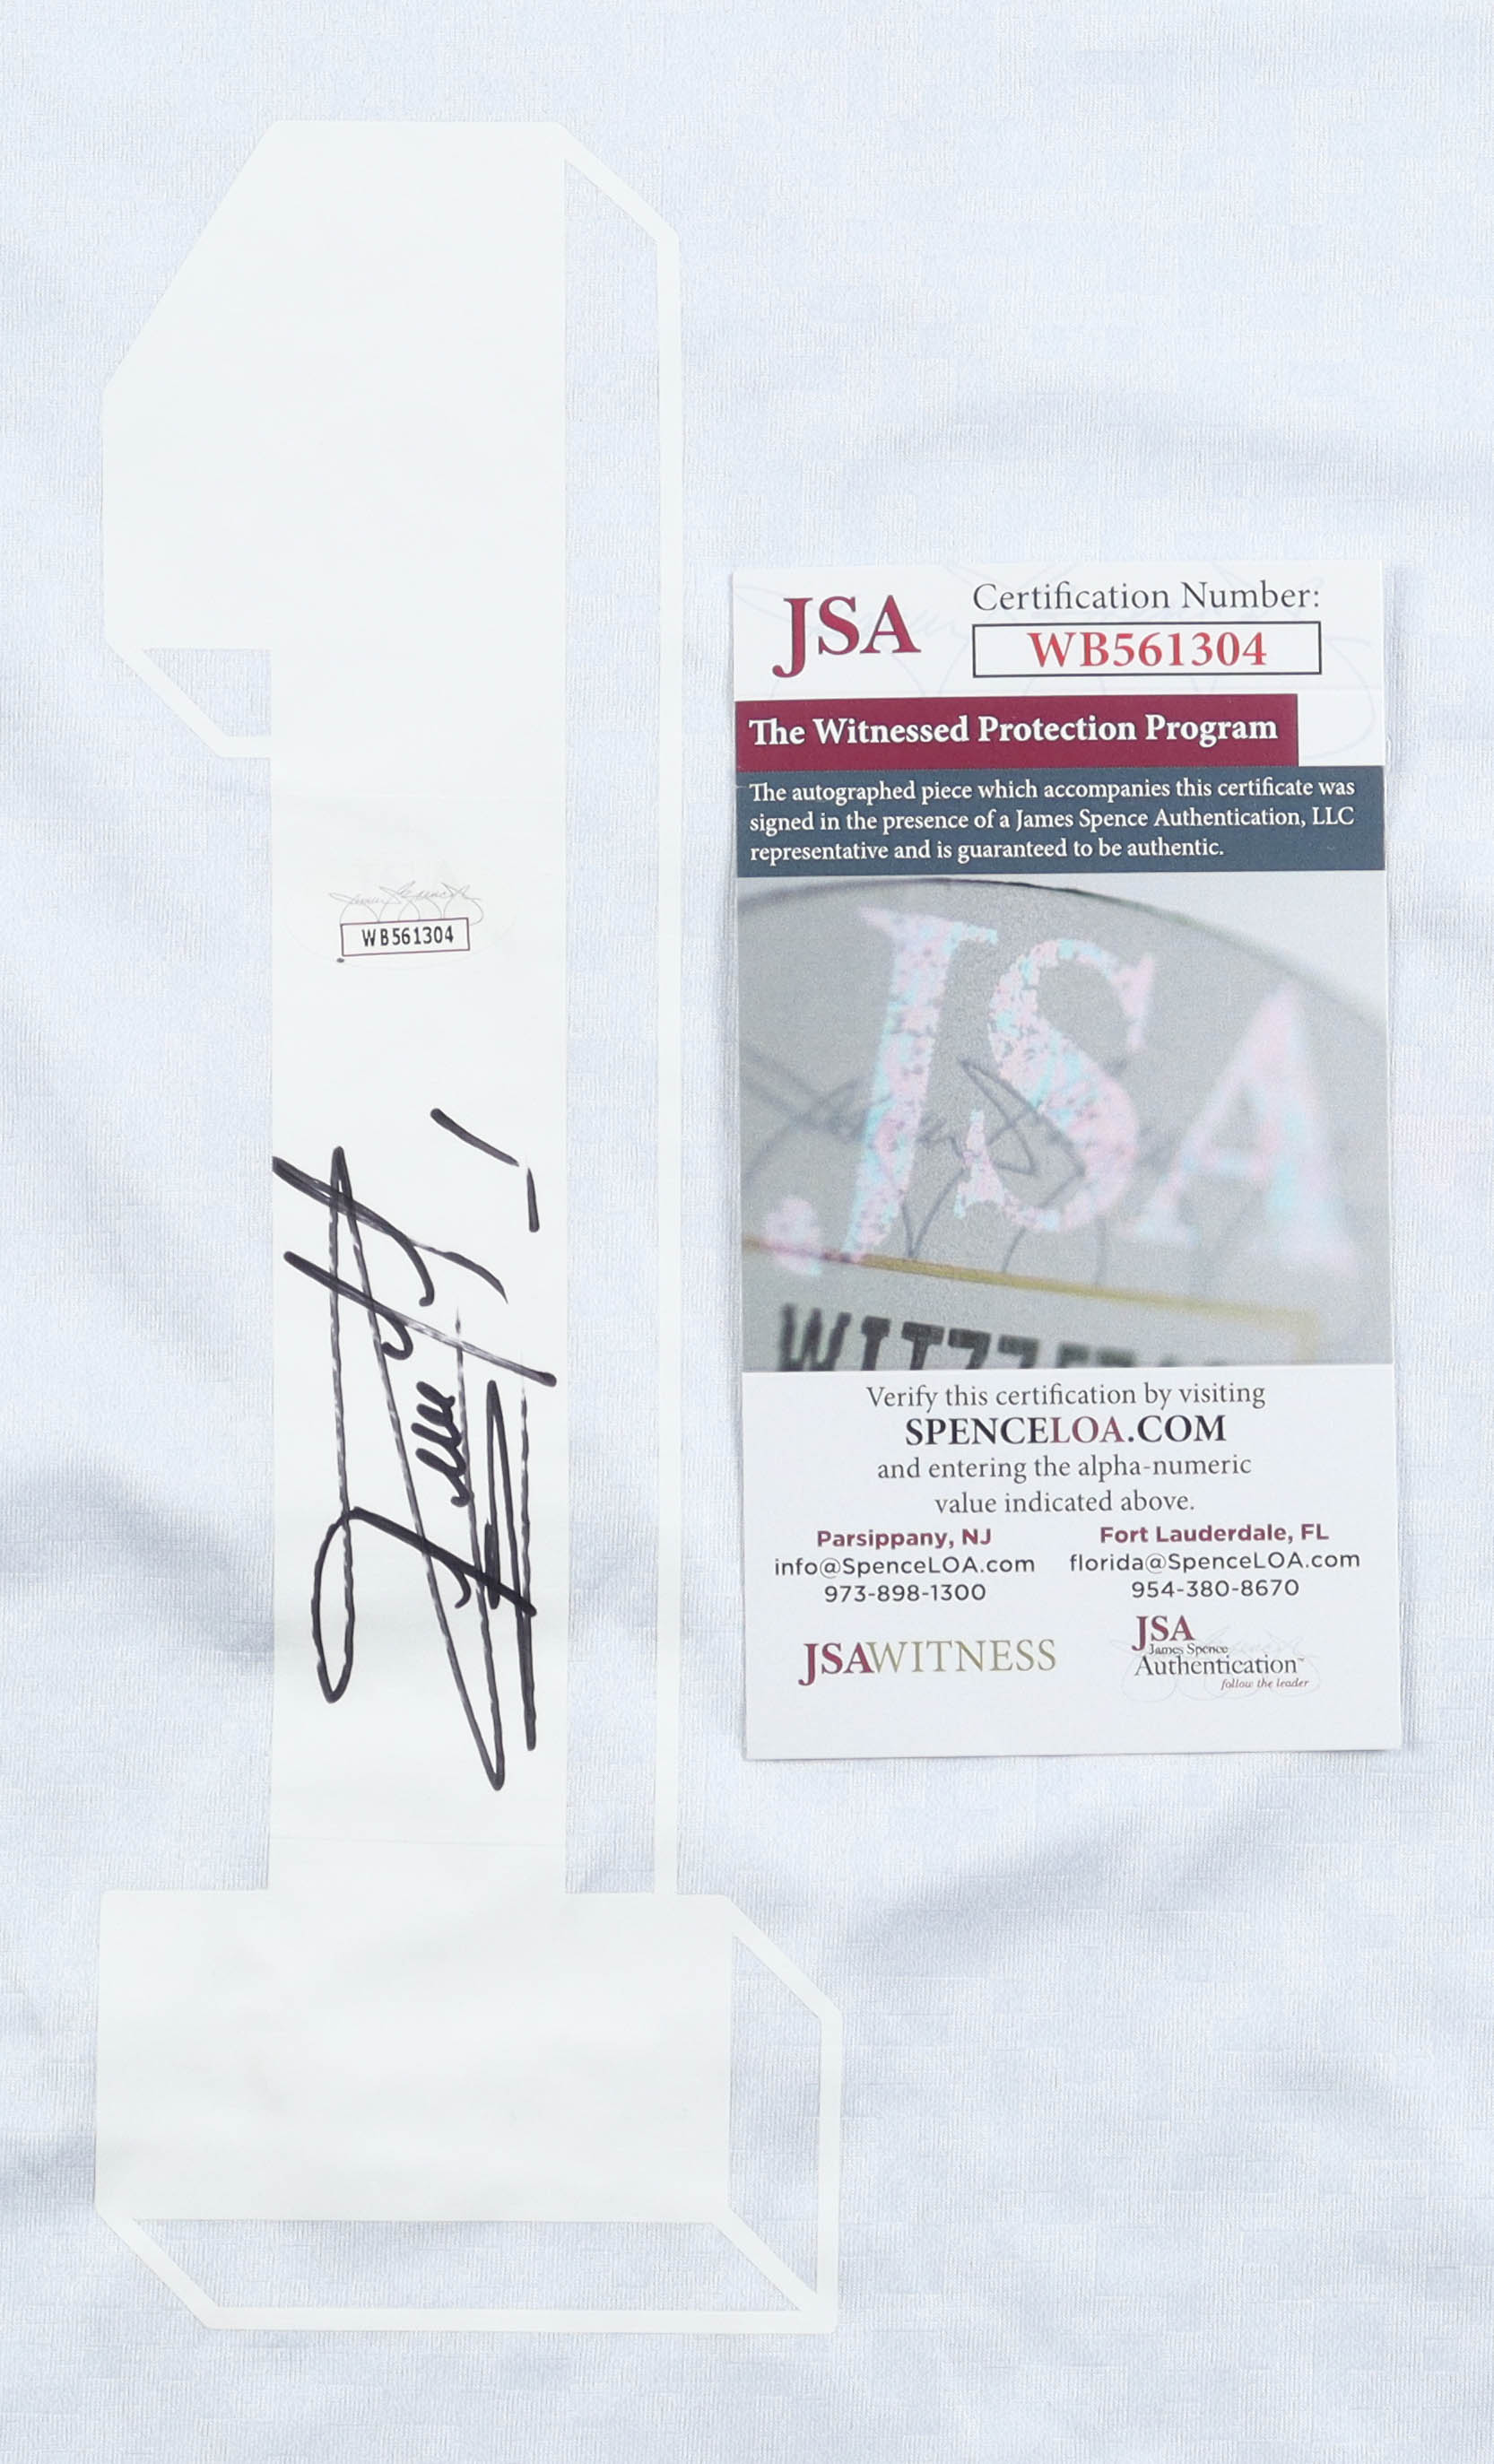 1
WB561304
JSA
Certification Number:
WB561304
The Witnessed Protection Program
The autographed piece which accompanies this certificate was
signed in the presence of a James Spence Authentication, LLC
representative and is guaranteed to be authentic.
JSA
Verify this certification by visiting
SPENCELOA.COM
and entering the alpha-numeric
value indicated above.
Parsippany, NJ
info@SpenceLOA.com
973-898-1300
Fort Lauderdale, FL
florida@SpenceLOA.com
954-380-8670
JSAWITNESS
JSA
James Spence
Authentication™
follow the leader